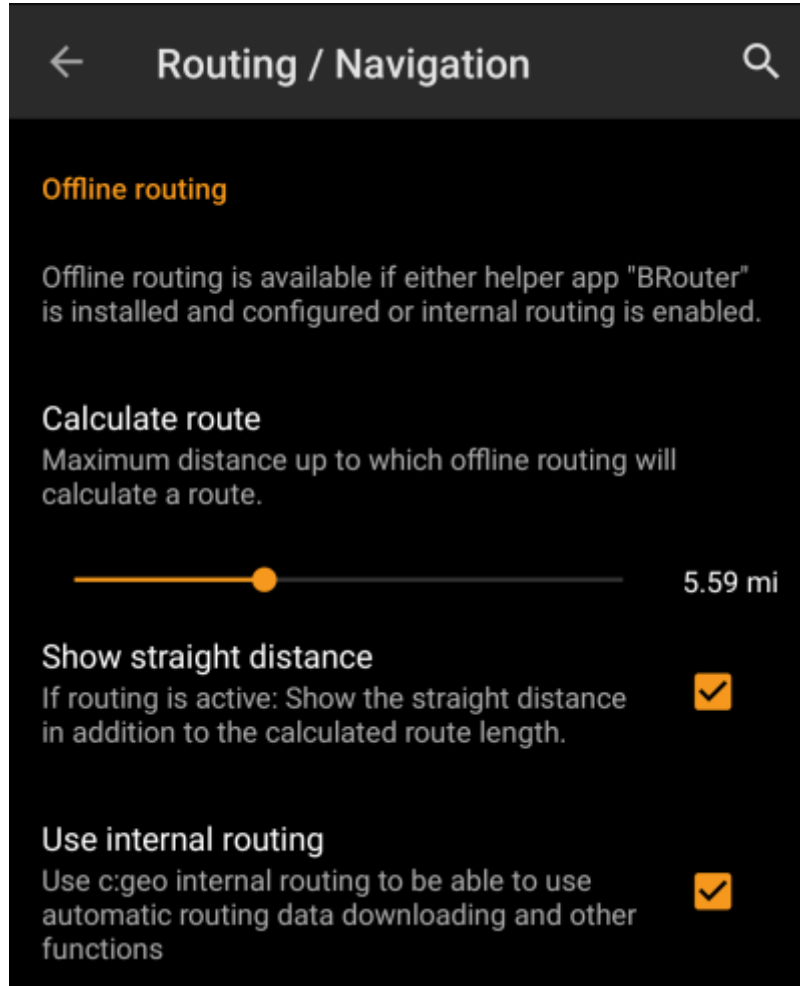 Routing / Navigation
Offline routing
Offline routing is available if either helper app "BRouter"
is installed and configured or internal routing is enabled.
Calculate route
Maximum distance up to which offline routing will
calculate a route.
5.59 mi
Show straight distance
If routing is active: Show the straight distance
in addition to the calculated route length.
Use internal routing
Use c:geo internal routing to be able to use
automatic routing data downloading and other
functions